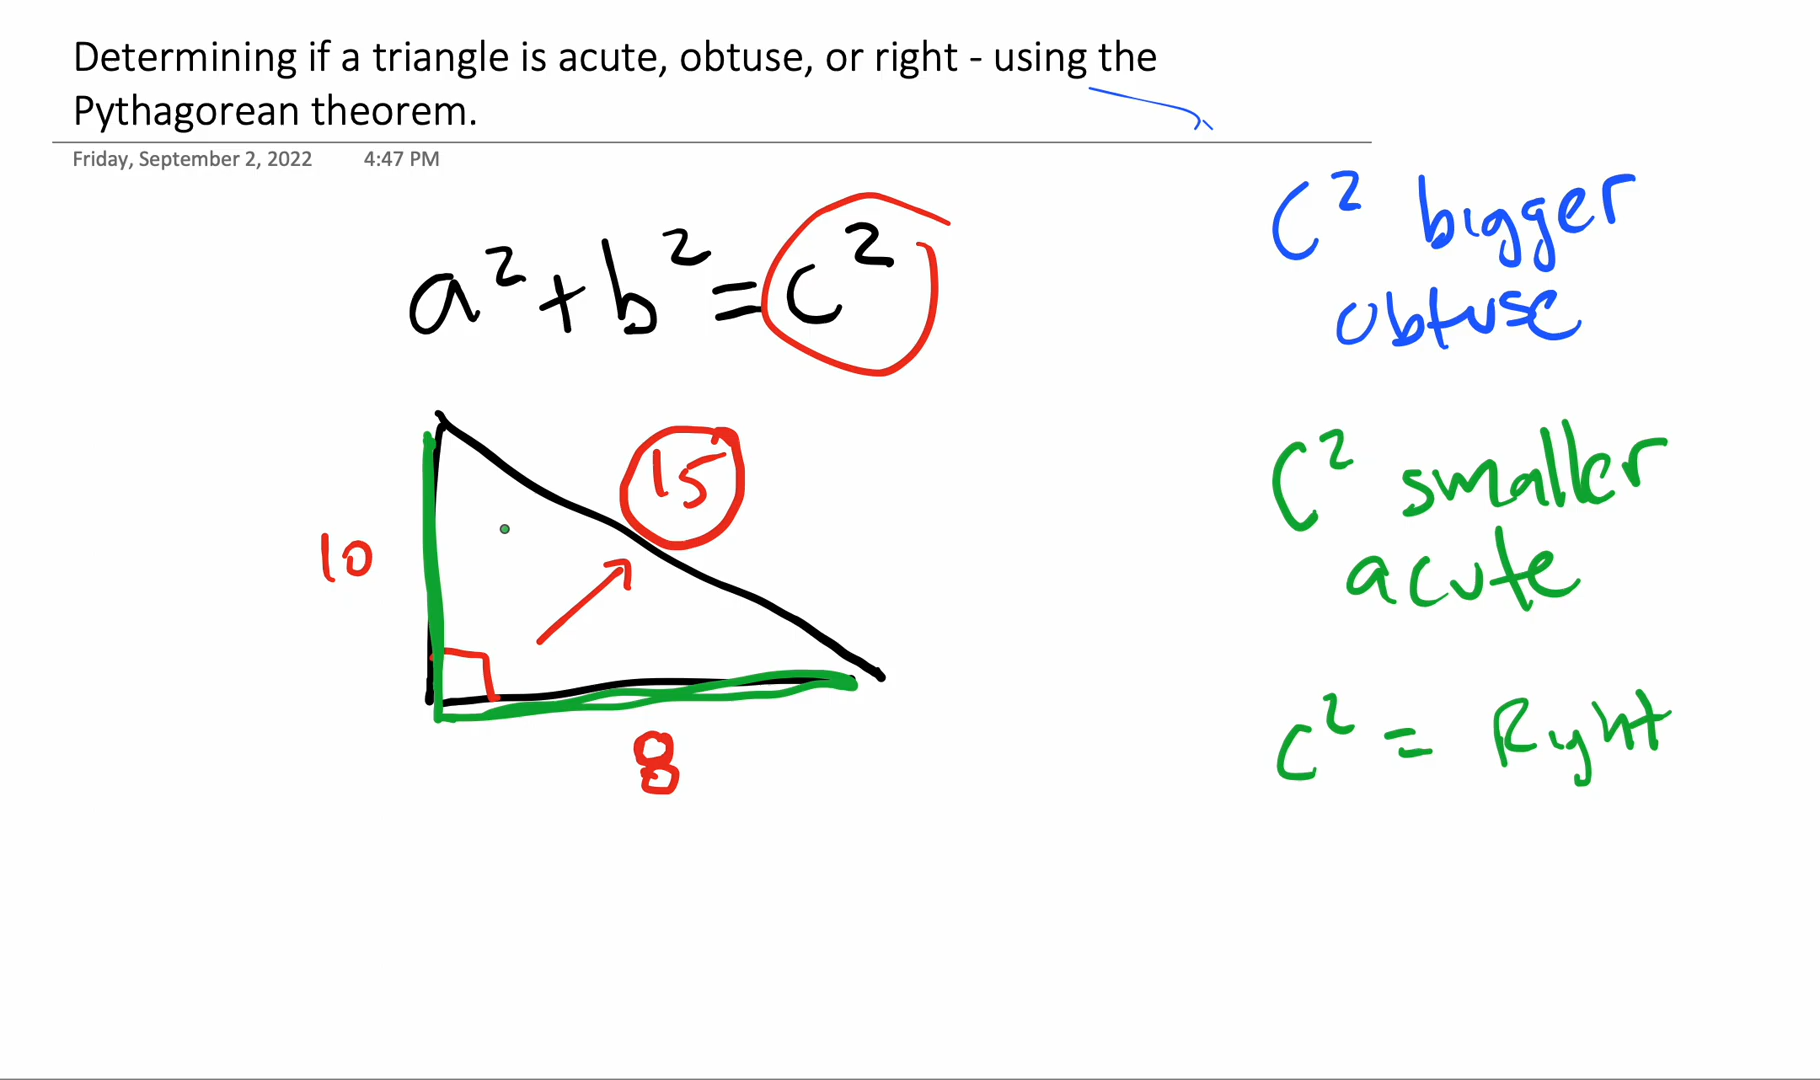 Determining if a triangle is acute, obtuse, or right - using the
Pythagorean theorem.
Friday, September 2, 2022 4:47 PM
a²+b²=c²
C² bigger
obtuse
15
10
8
C² smaller
acute
C² = Right